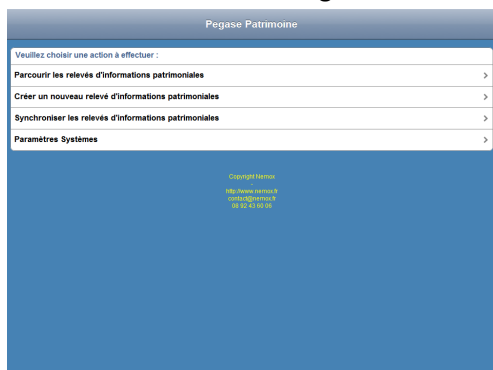 Pegase Patrimoine
Veuillez choisir une action à effectuer :
Parcourir les relevés d'informations patrimoniales
Créer un nouveau relevé d'informations patrimoniales
Synchroniser les relevés d'informations patrimoniales
Paramètres Systèmes
Copyright Nemox
http://www.nemox.fr
contact@nemox.fr
08 92 43 60 06